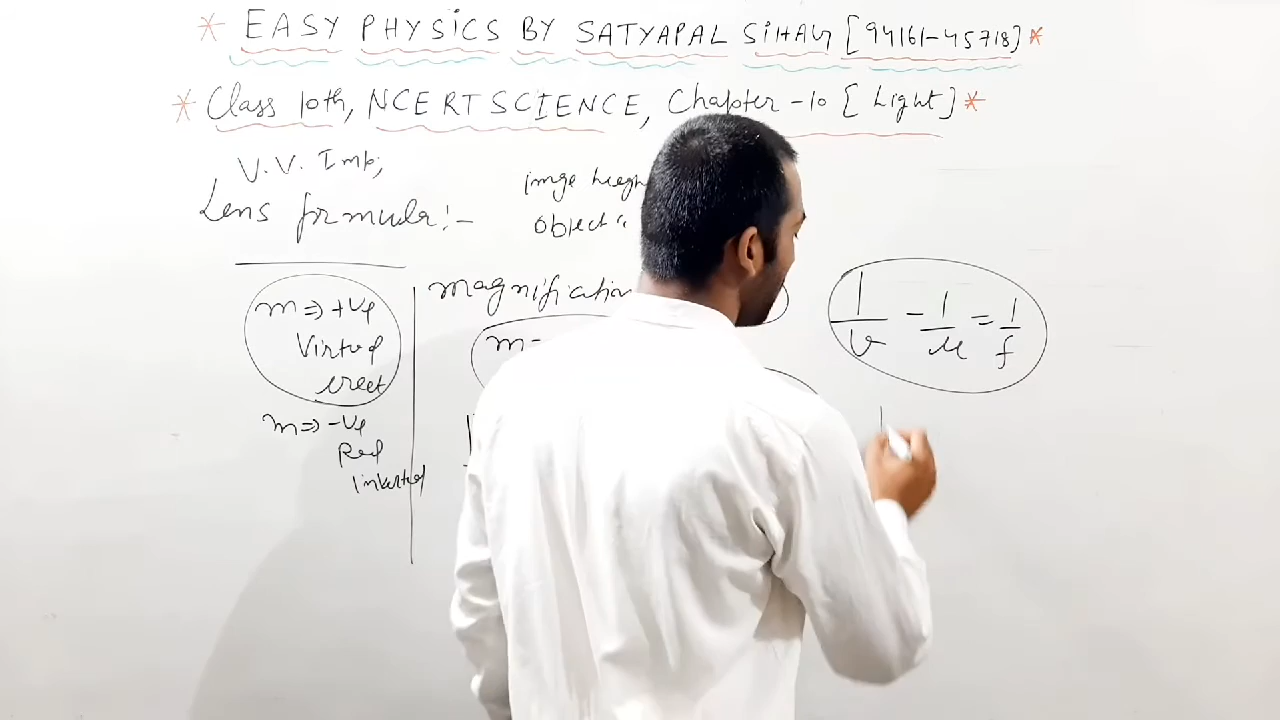 * EASY PHYSICS BY SATYAPAL SIHAG [94161-45718] *
* Class 10th, NCERT SCIENCE, Chapter -10 [Light] *
V. V. Imp;
Lens formula:-
imge heigh
object
m => +ve
Virtual
erect
m => -ve
Real
inverted
magnification
m =
1/v - 1/u = 1/f